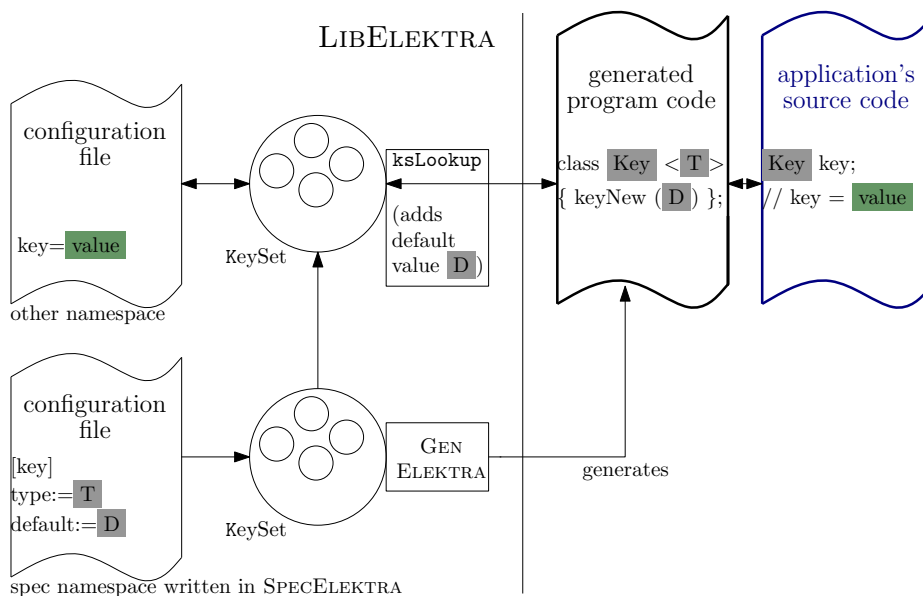 LIBELEKTRA
configuration
file
key= value
other namespace
KeySet
ksLookup
(adds
default
value D )
generated
program code
class Key < T >
{ keyNew ( D ) };
application's
source code
Key key;
// key = value
configuration
file
[key]
type:= T
default:= D
spec namespace written in SPECELEKTRA
KeySet
GEN
ELEKTRA
generates